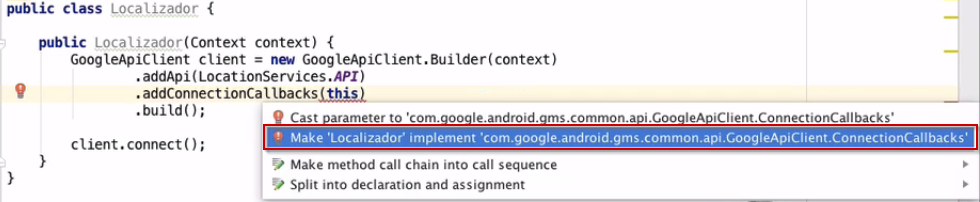 public class Localizador {
public Localizador(Context context) {
GoogleApiClient client = new GoogleApiClient.Builder(context)
.addApi(LocationServices.API)
.addConnectionCallbacks(this)
.build();
Cast parameter to 'com.google.android.gms.common.api.GoogleApiClient.ConnectionCallbacks'
Make 'Localizador' implement 'com.google.android.gms.common.api.GoogleApiClient.ConnectionCallbacks'
client.connect();
Make method call chain into call sequence
}
Split into declaration and assignment
}